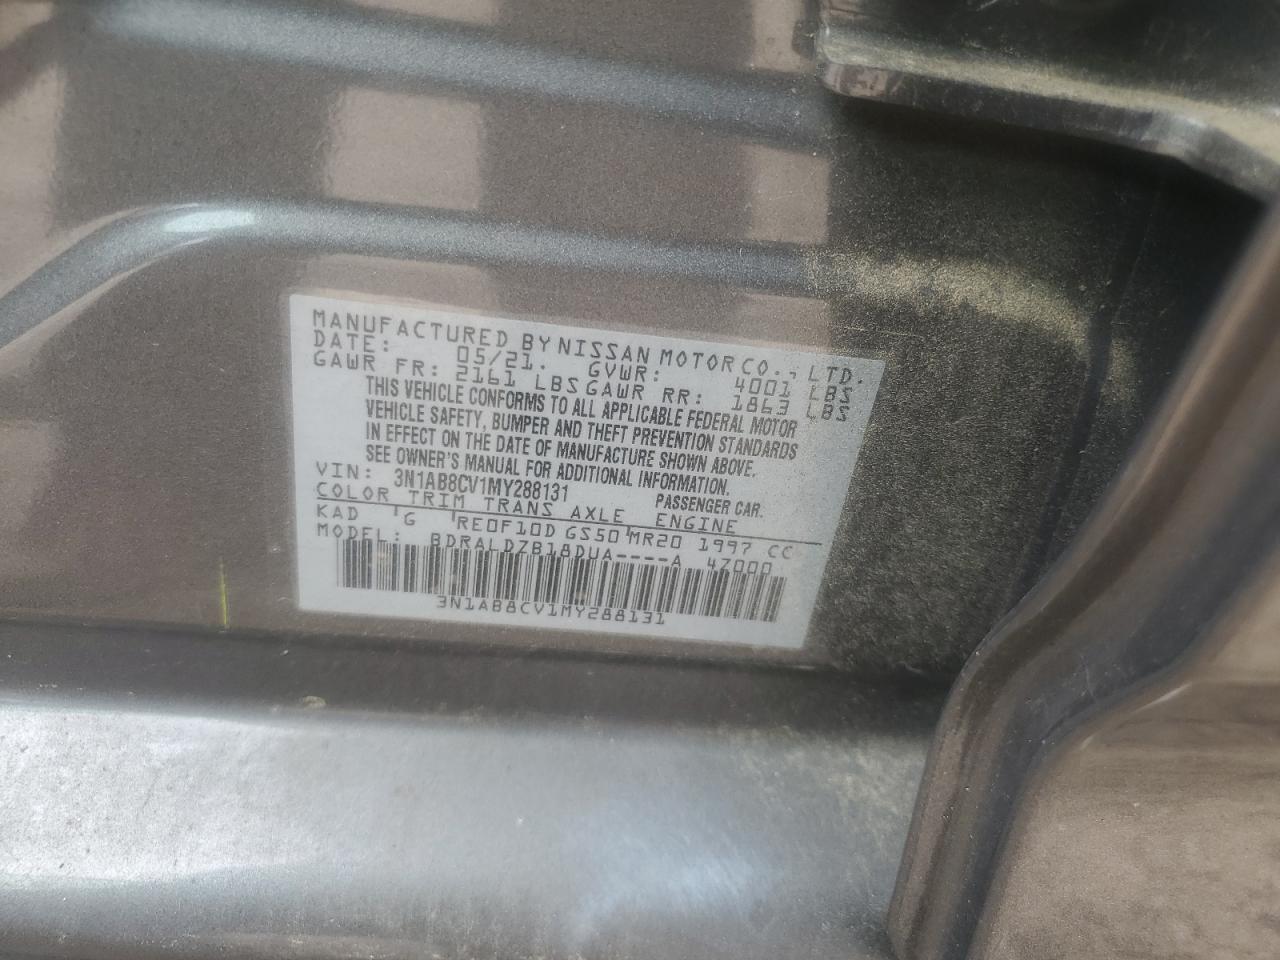 MANUFACTURED BY NISSAN MOTOR CO., LTD.
DATE: 05/21. GVWR: 4001 LBS
GAWR FR: 2161 LBS GAWR RR: 1863 LBS
THIS VEHICLE CONFORMS TO ALL APPLICABLE FEDERAL MOTOR
VEHICLE SAFETY, BUMPER AND THEFT PREVENTION STANDARDS
IN EFFECT ON THE DATE OF MANUFACTURE SHOWN ABOVE.
SEE OWNER'S MANUAL FOR ADDITIONAL INFORMATION.
VIN: 3N1AB8CV1MY288131 PASSENGER CAR.
COLOR TRIM TRANS AXLE ENGINE
KAD G RE0F10D GS50 MR20 1997 CC
MODEL: BDRALDZB18DUA----A 4Z000
3N1AB8CV1MY288131